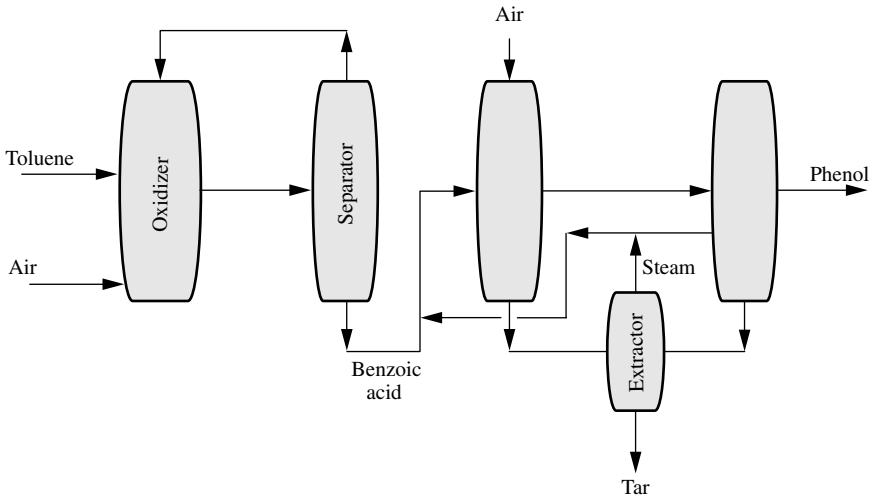 Air
Toluene
Oxidizer
Separator
Phenol
Air
Steam
Benzoic
acid
Extractor
Tar